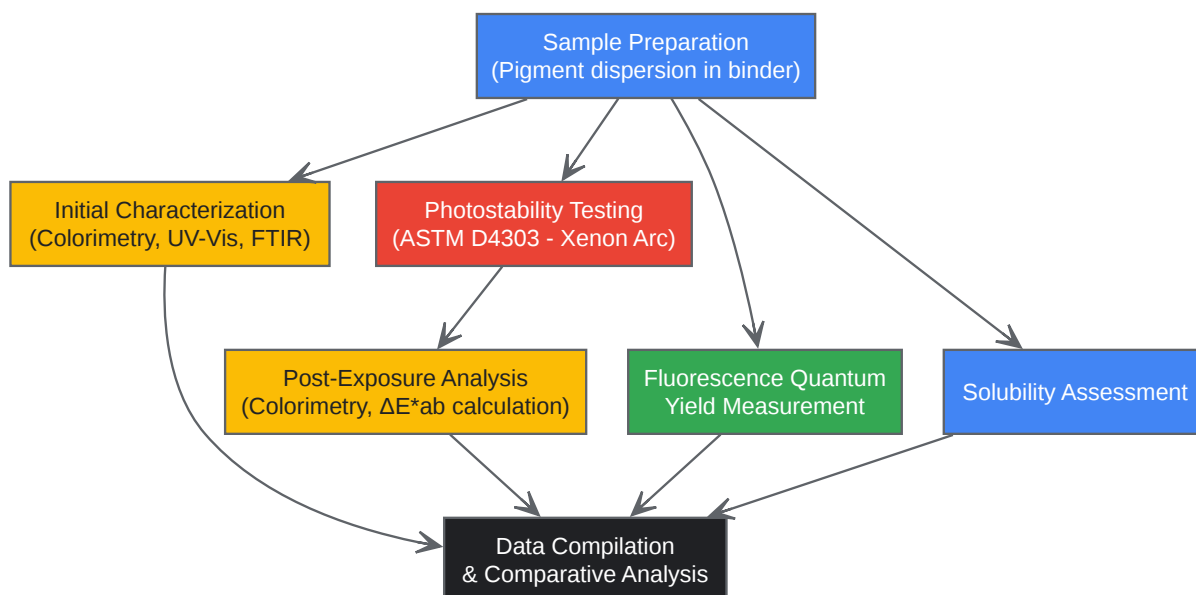 Sample Preparation
(Pigment dispersion in binder)
Initial Characterization
(Colorimetry, UV-Vis, FTIR)
Photostability Testing
(ASTM D4303 - Xenon Arc)
Post-Exposure Analysis
(Colorimetry, ΔE*ab calculation)
Fluorescence Quantum
Yield Measurement
Solubility Assessment
Data Compilation
& Comparative Analysis